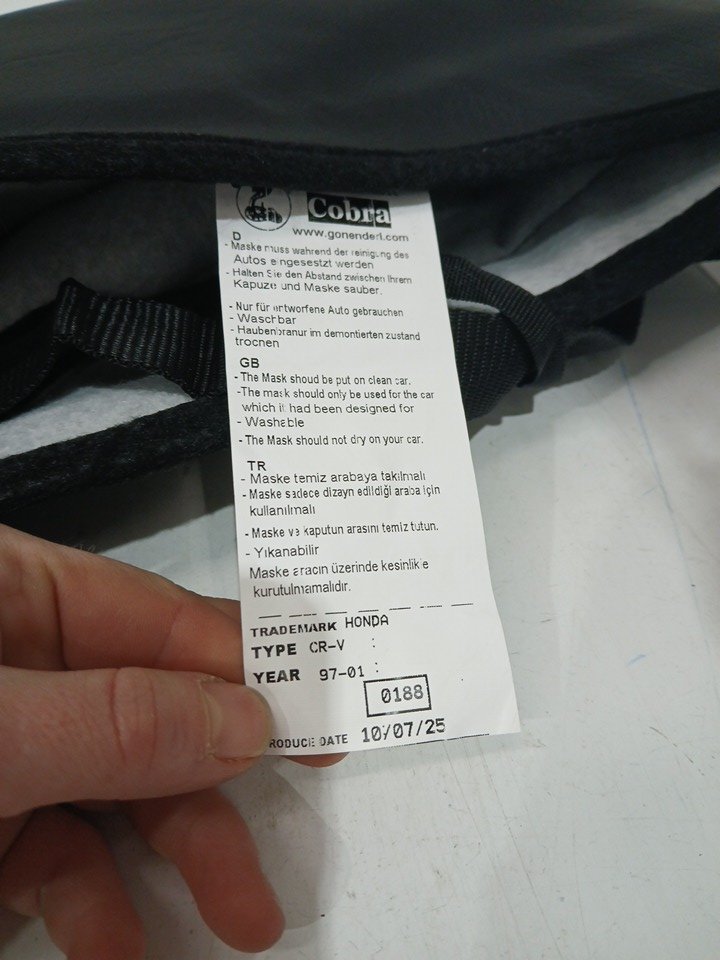 Cobra
www.gonenderi.com
D
- Maske muss wahrend der reinigung des
Autos eingesestzt werden
- Halten Sie den Abstand zwischen Ihrem
Kapuze und Maske sauber.
- Nur für entworfene Auto gebrauchen
- Waschbar
- Haubenbranur im demontierten zustand
trocnen
GB
- The Mask shoud be put on clean car.
-The mask should only be used for the car
which it had been designed for
- Washable
- The Mask should not dry on your car.
TR
- Maske temiz arabaya takılmalı
- Maske sadece dizayn edildiği araba için
kullanılmalı
- Maske ve kaputun arasını temiz tutun.
- Yıkanabilir
Maske aracın üzerinde kesinlikle
kurutulmamalıdır.
TRADEMARK HONDA
TYPE CR-V :
YEAR 97-01 :
0188
RODUCE DATE 10/07/25